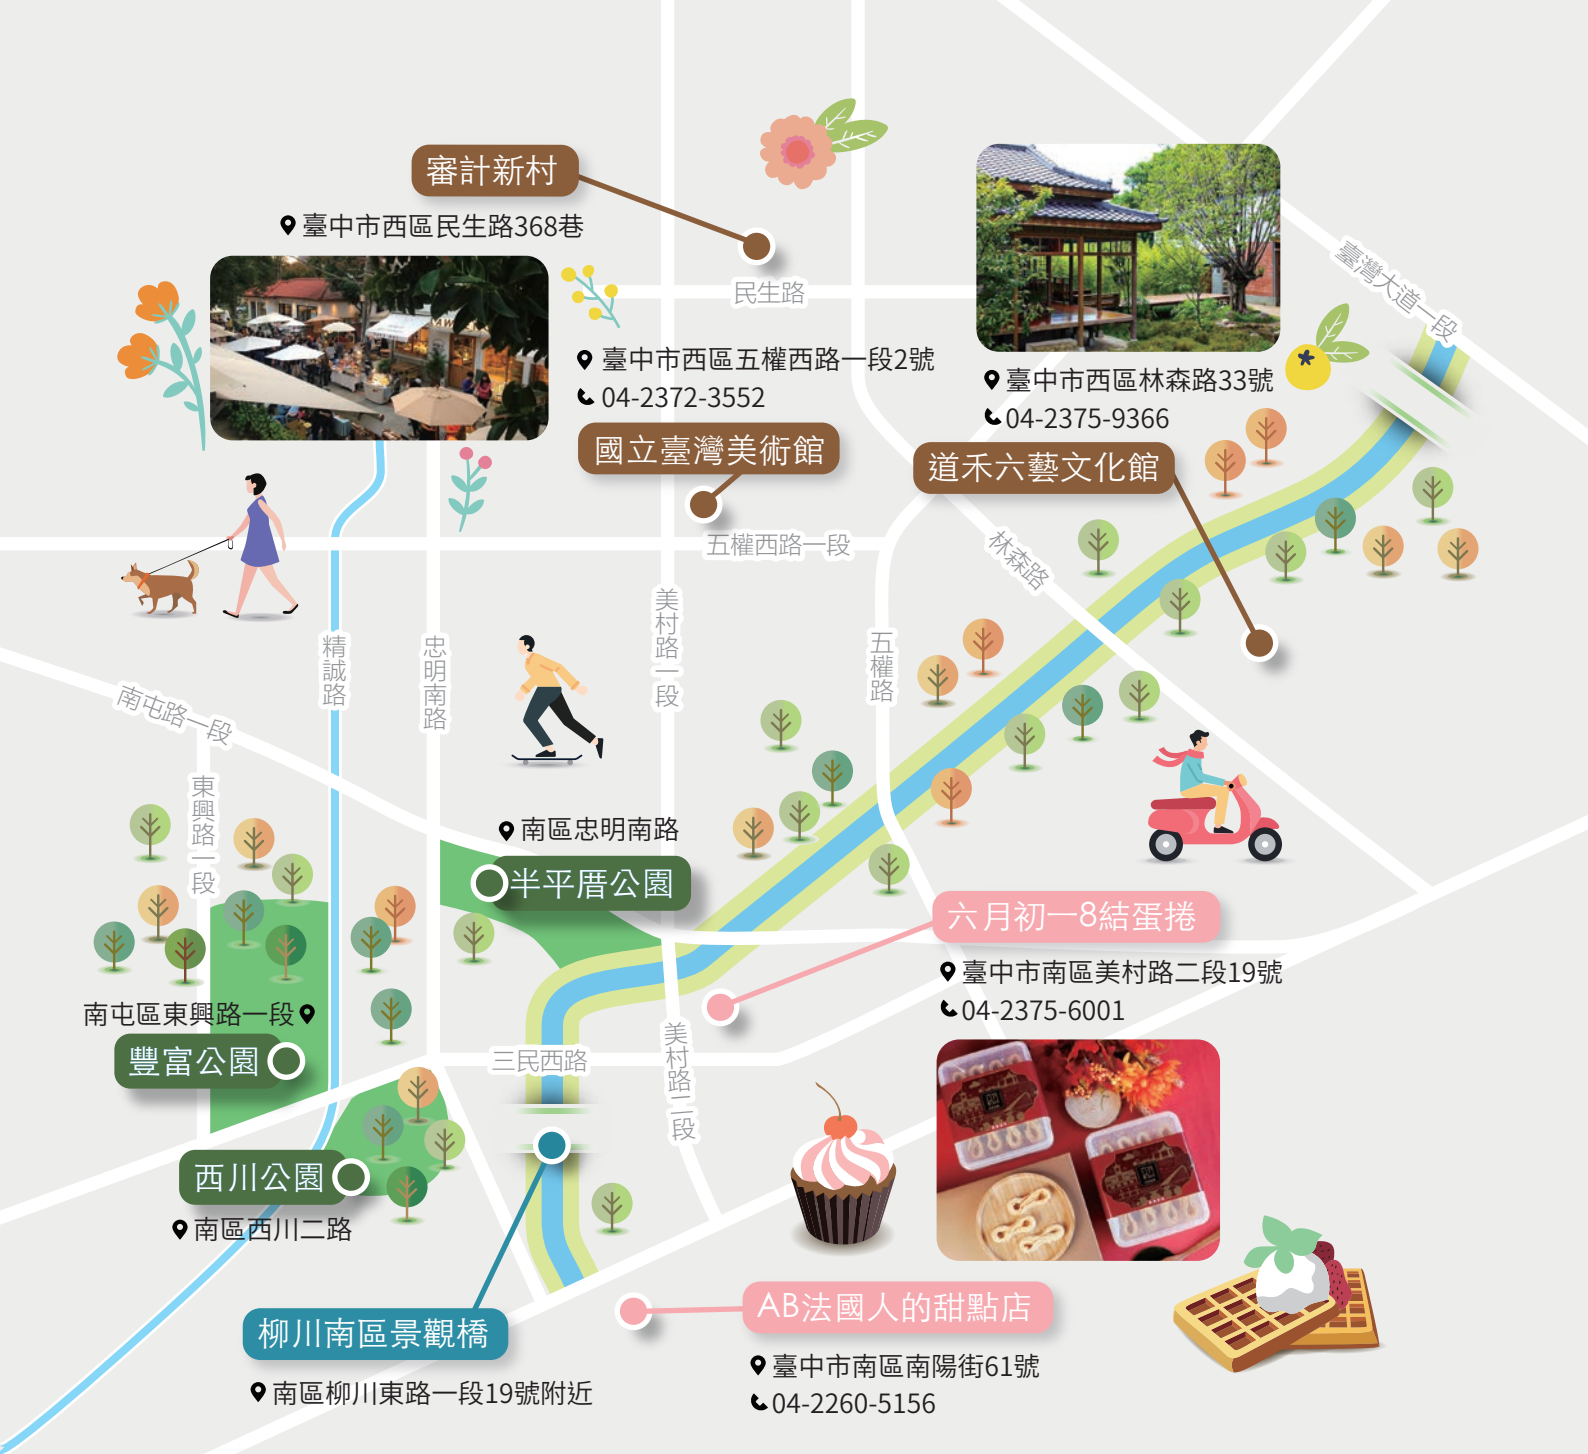 審計新村
臺中市西區民生路368巷
民生路
臺灣大道一段
臺中市西區五權西路一段2號
04-2372-3552
國立臺灣美術館
臺中市西區林森路33號
04-2375-9366
道禾六藝文化館
五權西路一段
林森路
美村路一段
五權路
精誠路
忠明南路
南屯路一段
東興路一段
南區忠明南路
半平厝公園
六月初一8結蛋捲
臺中市南區美村路二段19號
04-2375-6001
南屯區東興路一段
豐富公園
三民西路
美村路二段
西川公園
南區西川二路
柳川南區景觀橋
南區柳川東路一段19號附近
AB法國人的甜點店
臺中市南區南陽街61號
04-2260-5156